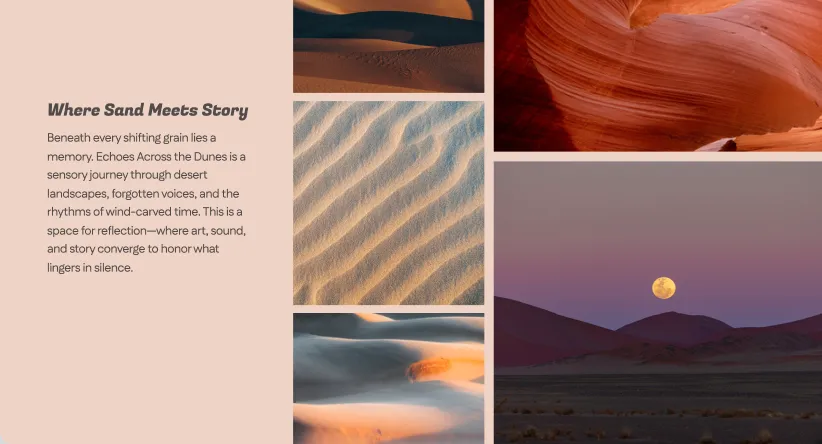 Where Sand Meets Story
Beneath every shifting grain lies a
memory. Echoes Across the Dunes is a
sensory journey through desert
landscapes, forgotten voices, and the
rhythms of wind-carved time. This is a
space for reflection—where art, sound,
and story converge to honor what
lingers in silence.